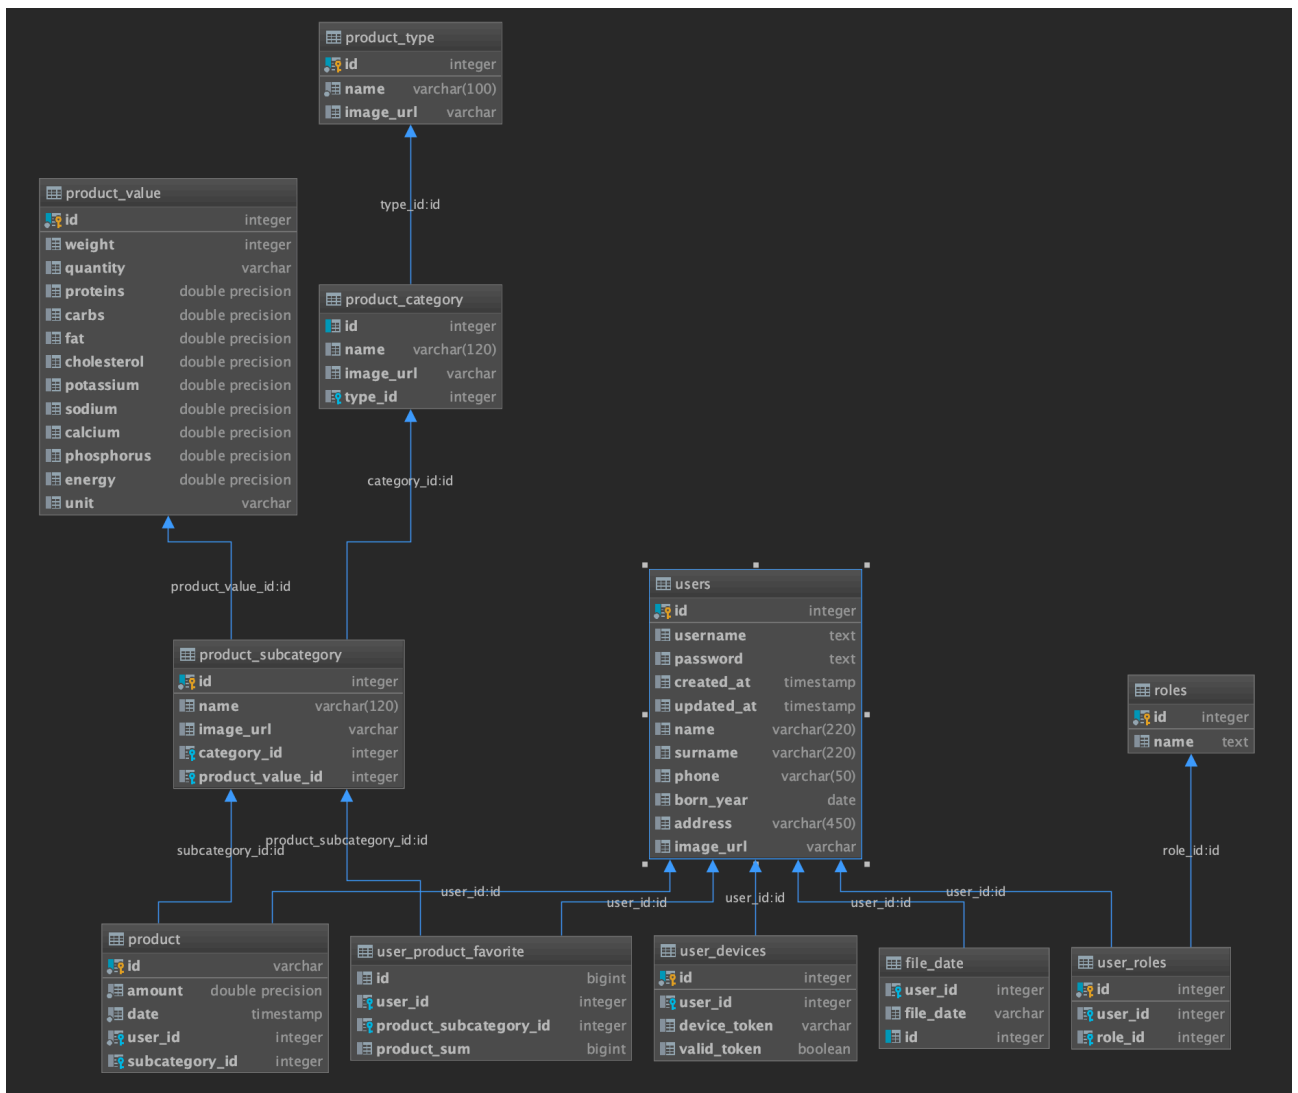 product_type
id integer
name varchar(100)
image_url varchar
type_id:id
product_value
id integer
weight integer
quantity varchar
proteins double precision
carbs double precision
fat double precision
cholesterol double precision
potassium double precision
sodium double precision
calcium double precision
phosphorus double precision
energy double precision
unit varchar
product_category
id integer
name varchar(120)
image_url varchar
type_id integer
category_id:id
product_value_id:id
product_subcategory
id integer
name varchar(120)
image_url varchar
category_id integer
product_value_id integer
users
id integer
username text
password text
created_at timestamp
updated_at timestamp
name varchar(220)
surname varchar(220)
phone varchar(50)
born_year date
address varchar(450)
image_url varchar
roles
id integer
name text
subcategory_id:id
product_subcategory_id:id
role_id:id
user_id:id
user_id:id
user_id:id
user_id:id
user_id:id
product
id varchar
amount double precision
date timestamp
user_id integer
subcategory_id integer
user_product_favorite
id bigint
user_id integer
product_subcategory_id integer
product_sum bigint
user_devices
id integer
user_id integer
device_token varchar
valid_token boolean
file_date
user_id integer
file_date varchar
id integer
user_roles
id integer
user_id integer
role_id integer